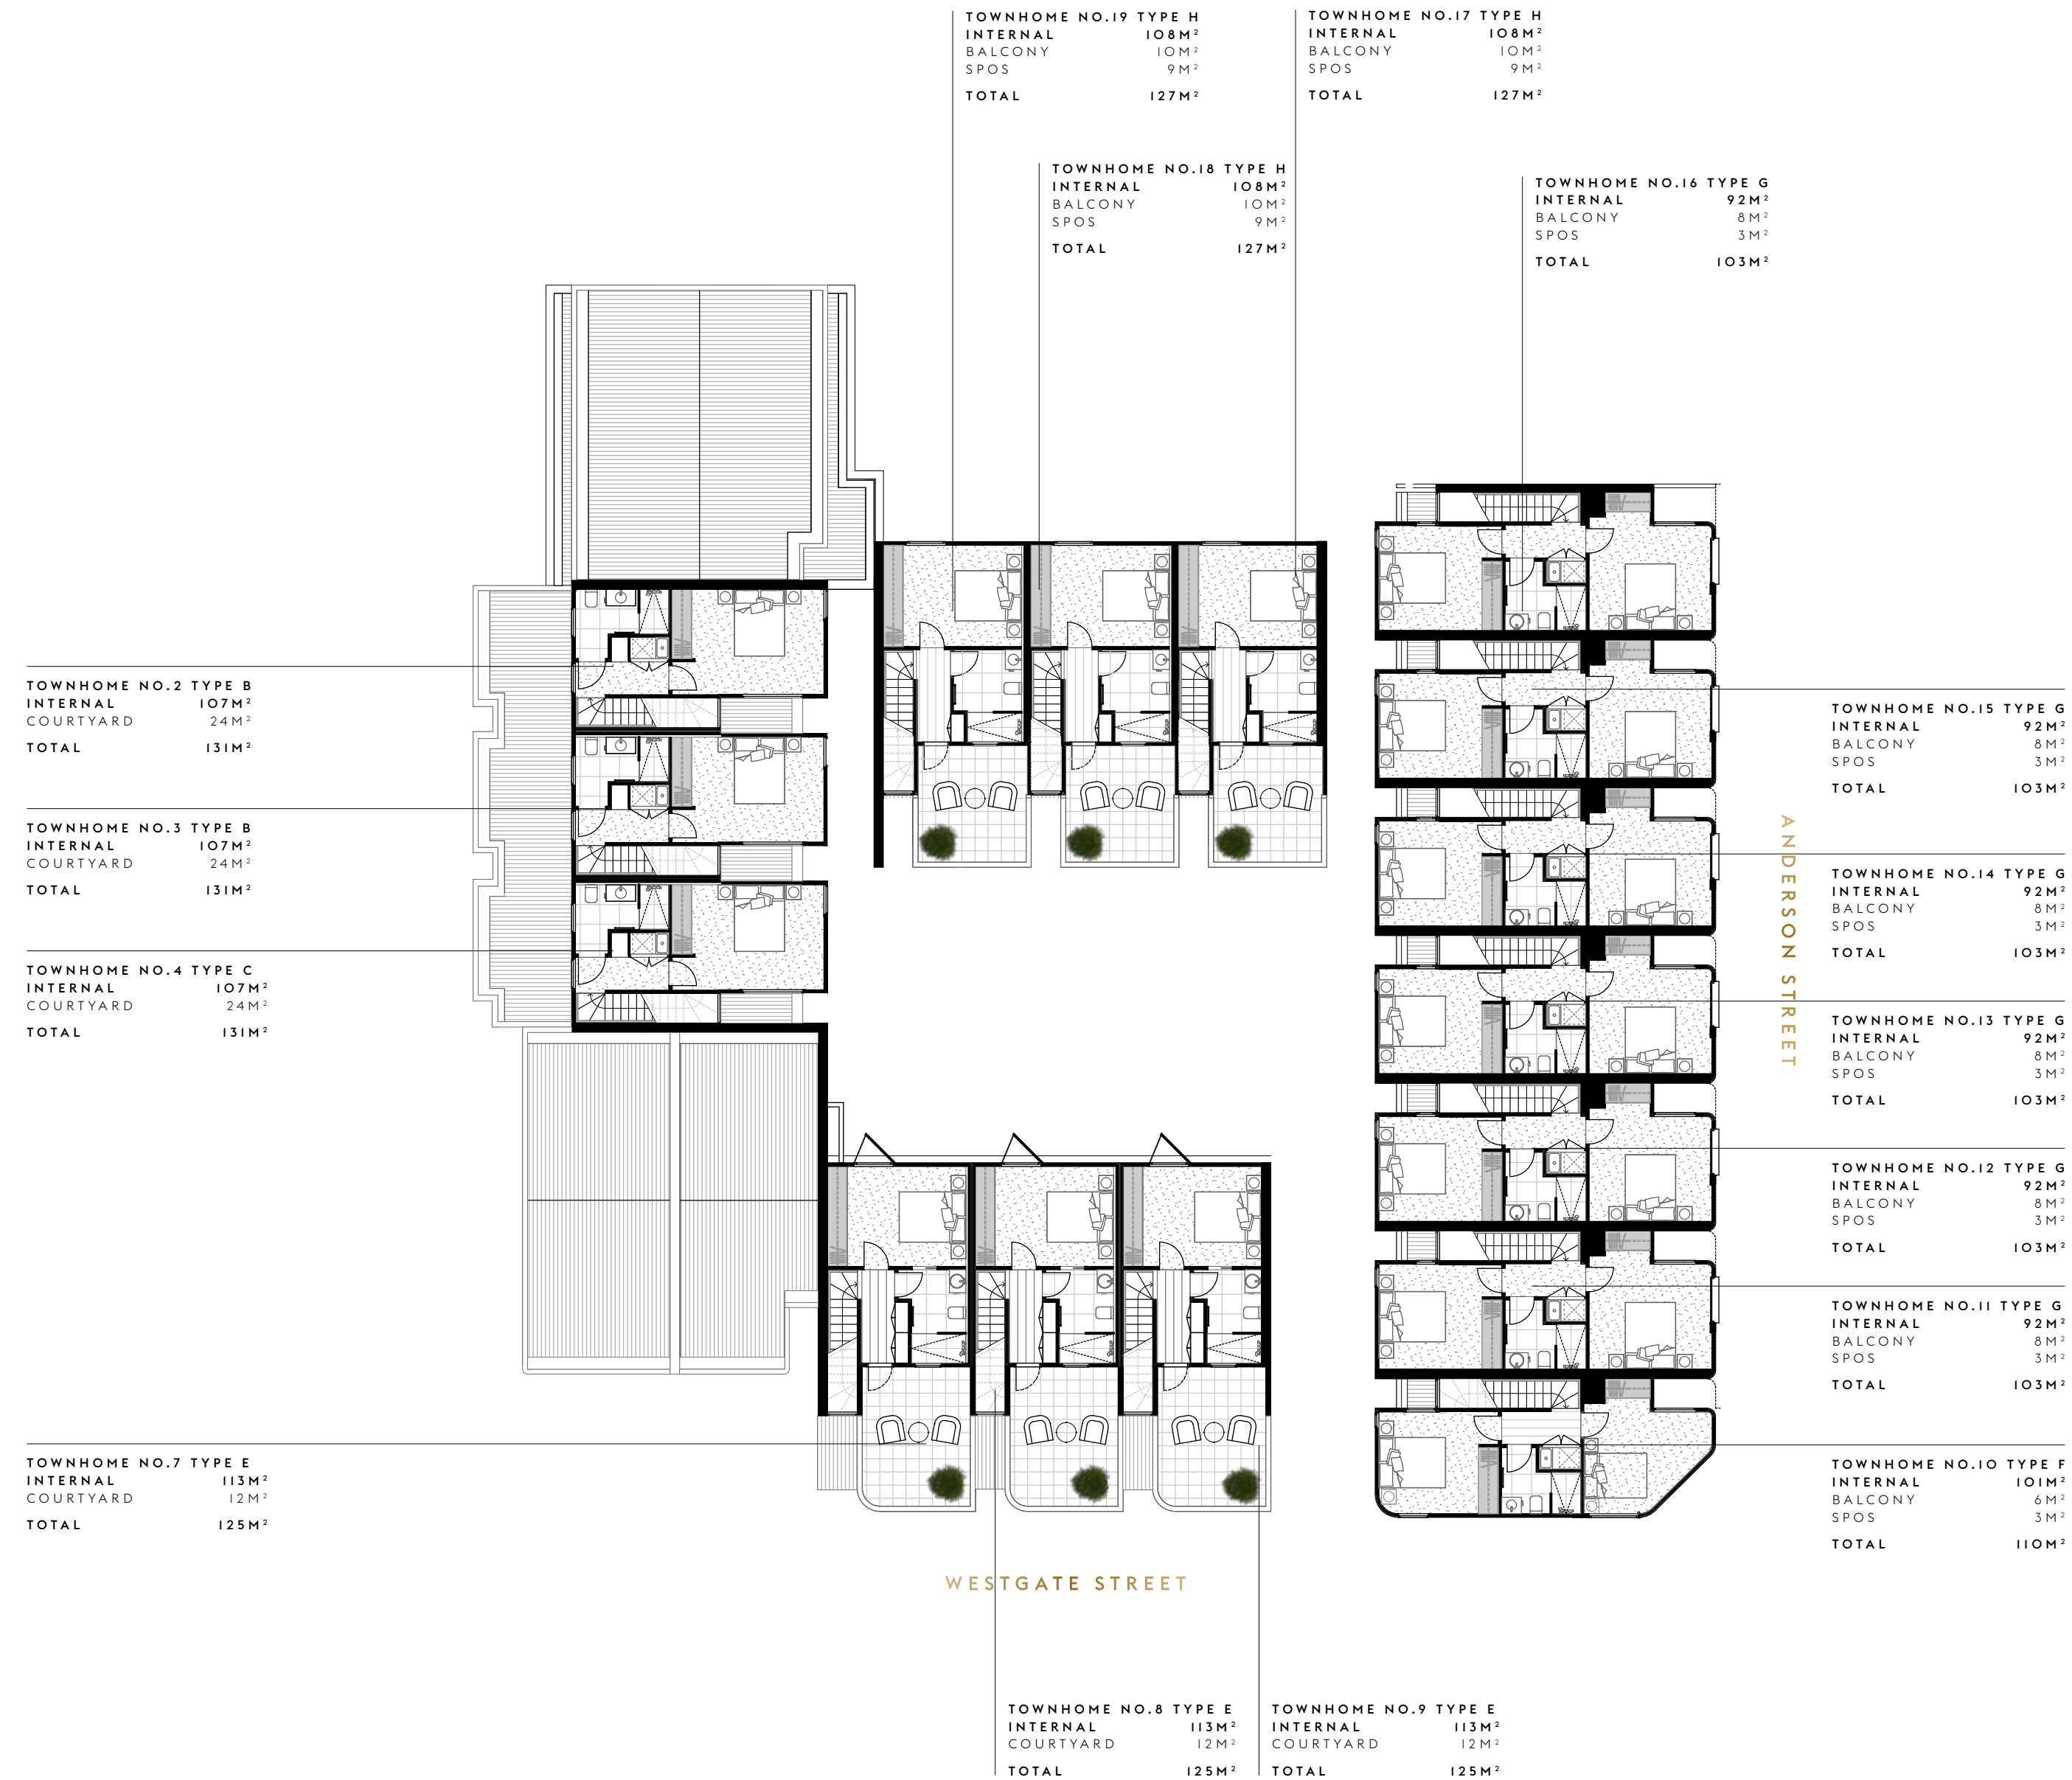 TOWNHOME NO.19 TYPE H
INTERNAL 108M²
BALCONY 10M²
SPOS 9M²
TOTAL 127M²
TOWNHOME NO.17 TYPE H
INTERNAL 108M²
BALCONY 10M²
SPOS 9M²
TOTAL 127M²
TOWNHOME NO.18 TYPE H
INTERNAL 108M²
BALCONY 10M²
SPOS 9M²
TOTAL 127M²
TOWNHOME NO.16 TYPE G
INTERNAL 92M²
BALCONY 8M²
SPOS 3M²
TOTAL 103M²
TOWNHOME NO.2 TYPE B
INTERNAL 107M²
COURTYARD 24M²
TOTAL 131M²
TOWNHOME NO.3 TYPE B
INTERNAL 107M²
COURTYARD 24M²
TOTAL 131M²
TOWNHOME NO.4 TYPE C
INTERNAL 107M²
COURTYARD 24M²
TOTAL 131M²
TOWNHOME NO.7 TYPE E
INTERNAL 113M²
COURTYARD 12M²
TOTAL 125M²
ANDERSON STREET
TOWNHOME NO.15 TYPE G
INTERNAL 92M²
BALCONY 8M²
SPOS 3M²
TOTAL 103M²
TOWNHOME NO.14 TYPE G
INTERNAL 92M²
BALCONY 8M²
SPOS 3M²
TOTAL 103M²
TOWNHOME NO.13 TYPE G
INTERNAL 92M²
BALCONY 8M²
SPOS 3M²
TOTAL 103M²
TOWNHOME NO.12 TYPE G
INTERNAL 92M²
BALCONY 8M²
SPOS 3M²
TOTAL 103M²
TOWNHOME NO.11 TYPE G
INTERNAL 92M²
BALCONY 8M²
SPOS 3M²
TOTAL 103M²
TOWNHOME NO.10 TYPE F
INTERNAL 101M²
BALCONY 6M²
SPOS 3M²
TOTAL 110M²
WESTGATE STREET
TOWNHOME NO.8 TYPE E
INTERNAL 113M²
COURTYARD 12M²
TOTAL 125M²
TOWNHOME NO.9 TYPE E
INTERNAL 113M²
COURTYARD 12M²
TOTAL 125M²